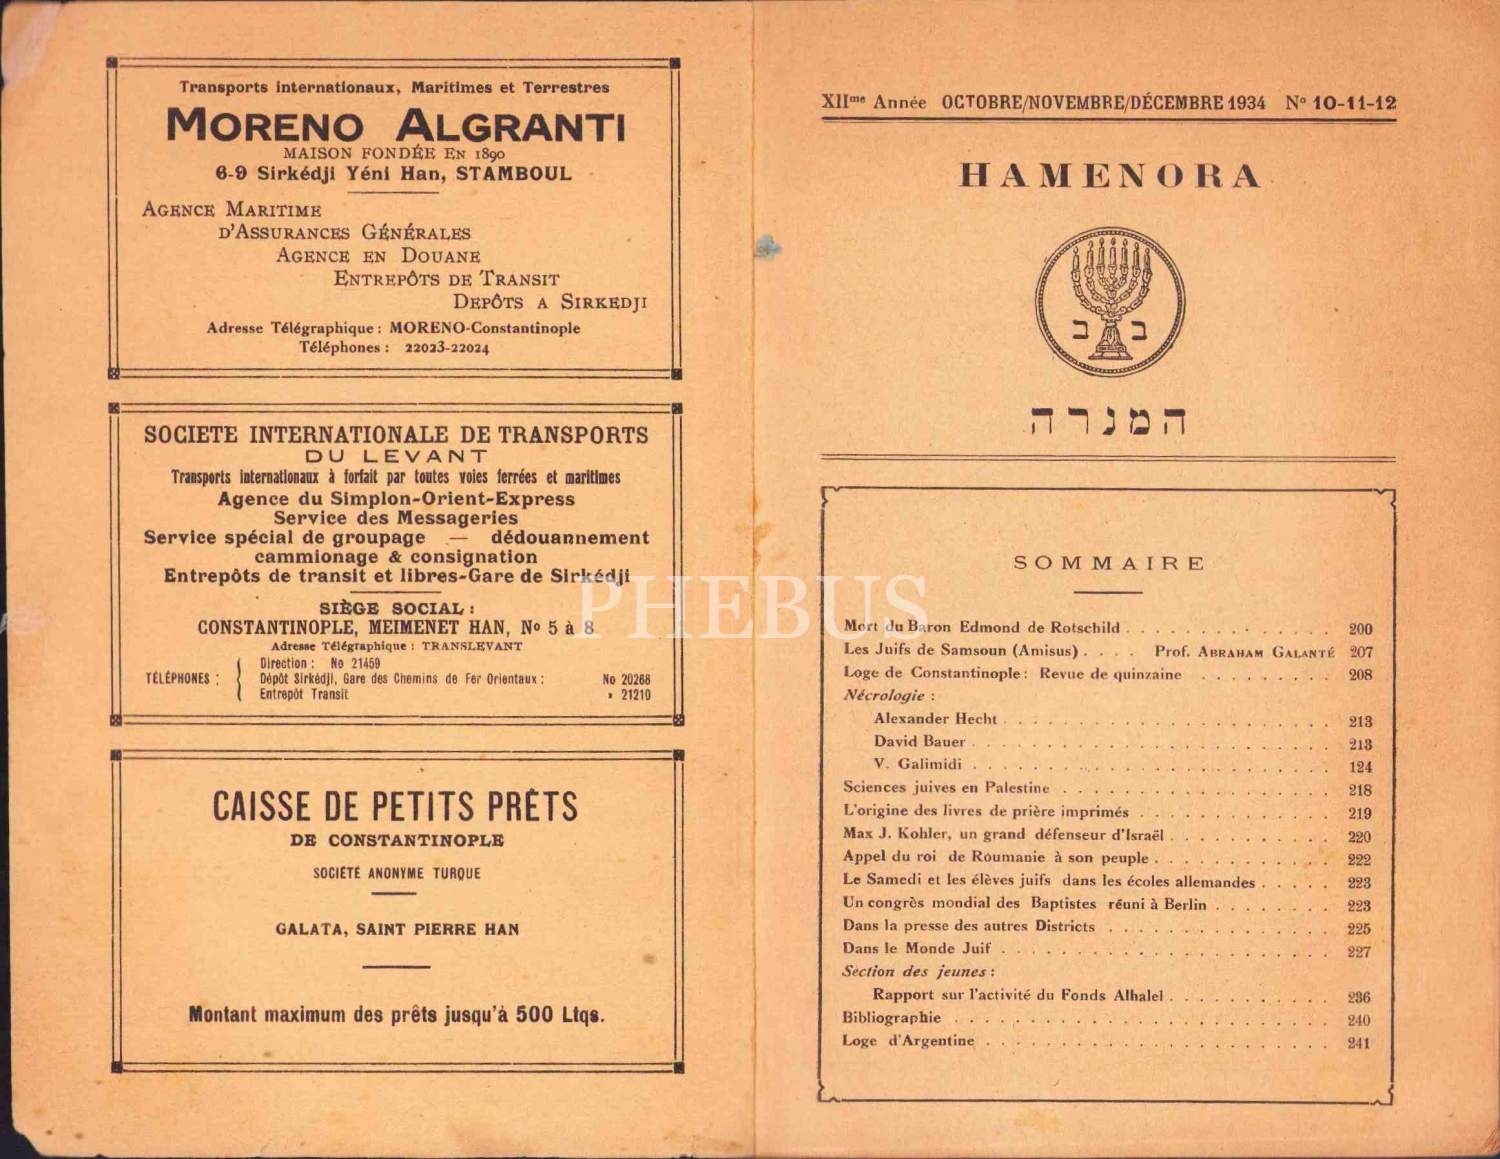 Transports internationaux, Maritimes et Terrestres
MORENO ALGRANTI
MAISON FONDÉE EN 1890
6-9 Sirkédji Yéni Han, STAMBOUL
AGENCE MARITIME
D'ASSURANCES GÉNÉRALES
AGENCE EN DOUANE
ENTREPÔTS DE TRANSIT
DEPÔTS A SIRKEDJI
Adresse Télégraphique : MORENO-Constantinople
Téléphones : 22023-22024
SOCIETE INTERNATIONALE DE TRANSPORTS
DU LEVANT
Transports internationaux à forfait par toutes voies ferrées et maritimes
Agence du Simplon-Orient-Express
Service des Messageries
Service spécial de groupage — dédouannement
cammionage & consignation
Entrepôts de transit et libres-Gare de Sirkédji
SIÈGE SOCIAL :
CONSTANTINOPLE, MEIMENET HAN, No 5 à 8
Adresse Télégraphique : TRANSLEVANT
TÉLÉPHONES :
Direction : No 21459
Dépôt Sirkédji, Gare des Chemins de Fer Orientaux : No 20268
Entrepôt Transit » 21210
CAISSE DE PETITS PRÊTS
DE CONSTANTINOPLE
SOCIÉTÉ ANONYME TURQUE
GALATA, SAINT PIERRE HAN
Montant maximum des prêts jusqu'à 500 Ltqs.
XIIme Année OCTOBRE/NOVEMBRE/DÉCEMBRE 1934 No 10-11-12
HAMENORA
ב ב
המנרה
SOMMAIRE
Mort du Baron Edmond de Rotschild . . . . . . . . . . . . 200
Les Juifs de Samsoun (Amisus) . . . . Prof. ABRAHAM GALANTÉ 207
Loge de Constantinople : Revue de quinzaine . . . . . . . . . 208
Nécrologie :
Alexander Hecht . . . . . . . . . . . . . . . . . . . . . . . 213
David Bauer . . . . . . . . . . . . . . . . . . . . . . . . . 213
V. Galimidi . . . . . . . . . . . . . . . . . . . . . . . . . 124
Sciences juives en Palestine . . . . . . . . . . . . . . . . . 218
L'origine des livres de prière imprimés . . . . . . . . . . . . 219
Max J. Kohler, un grand défenseur d'Israël . . . . . . . . . . 220
Appel du roi de Roumanie à son peuple . . . . . . . . . . . . 222
Le Samedi et les élèves juifs dans les écoles allemandes . . . . . 223
Un congrès mondial des Baptistes réuni à Berlin . . . . . . . . 223
Dans la presse des autres Districts . . . . . . . . . . . . . . 225
Dans le Monde Juif . . . . . . . . . . . . . . . . . . . . . . 227
Section des jeunes :
Rapport sur l'activité du Fonds Alhalel . . . . . . . . . . . 236
Bibliographie . . . . . . . . . . . . . . . . . . . . . . . . 240
Loge d'Argentine . . . . . . . . . . . . . . . . . . . . . . . 241
PHEBUS